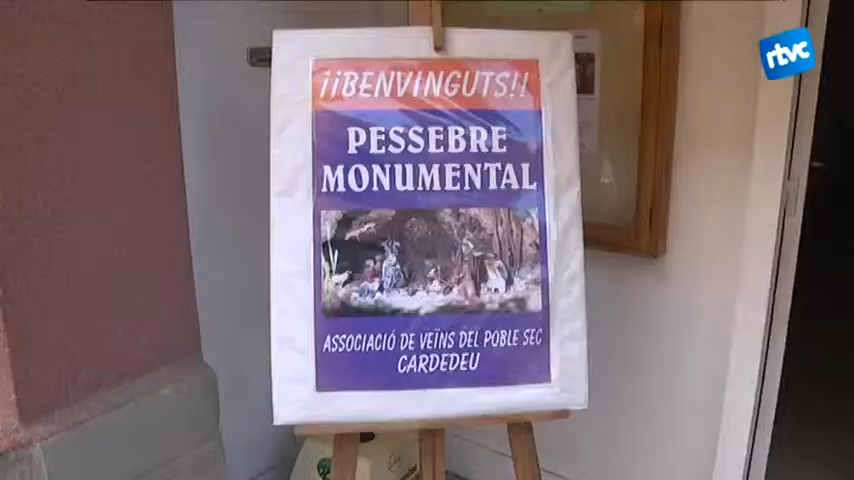 rtvc
¡¡BENVINGUTS!!
PESSEBRE
MONUMENTAL
ASSOCIACIÓ DE VEÏNS DEL POBLE SEC
CARDEDEU